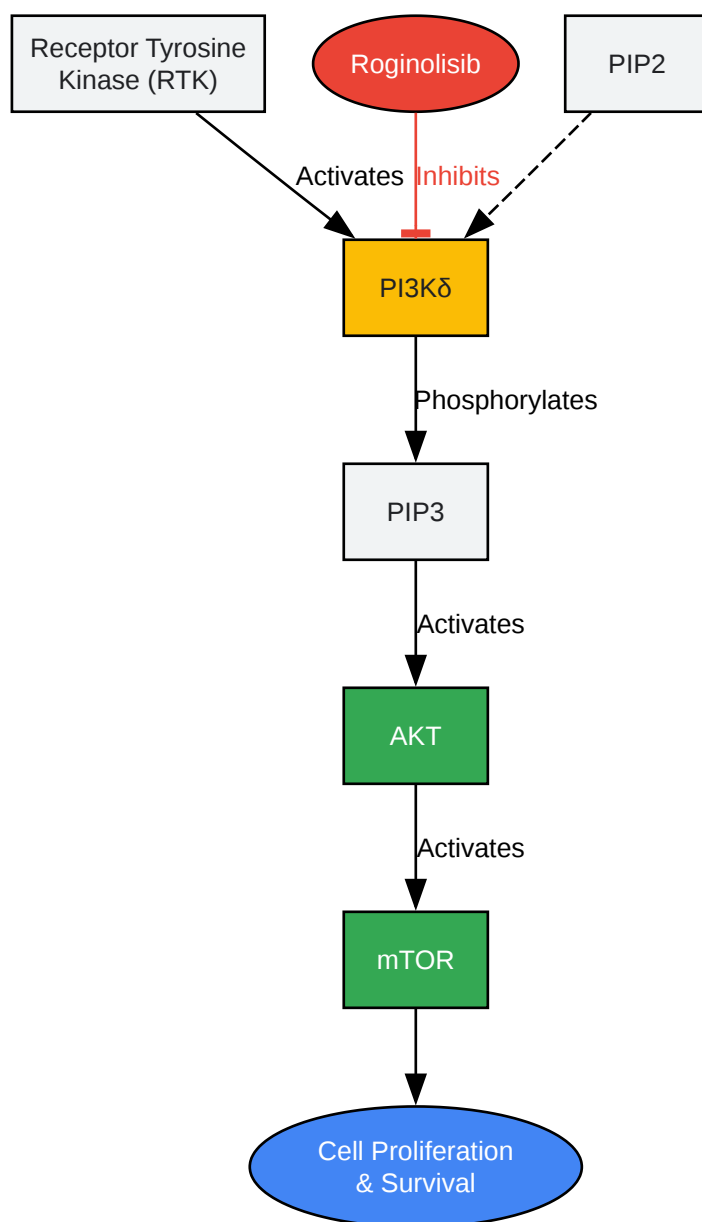 Receptor Tyrosine
Kinase (RTK)
Roginolisib
PIP2
Activates
Inhibits
PI3Kδ
Phosphorylates
PIP3
Activates
AKT
Activates
mTOR
Cell Proliferation
& Survival